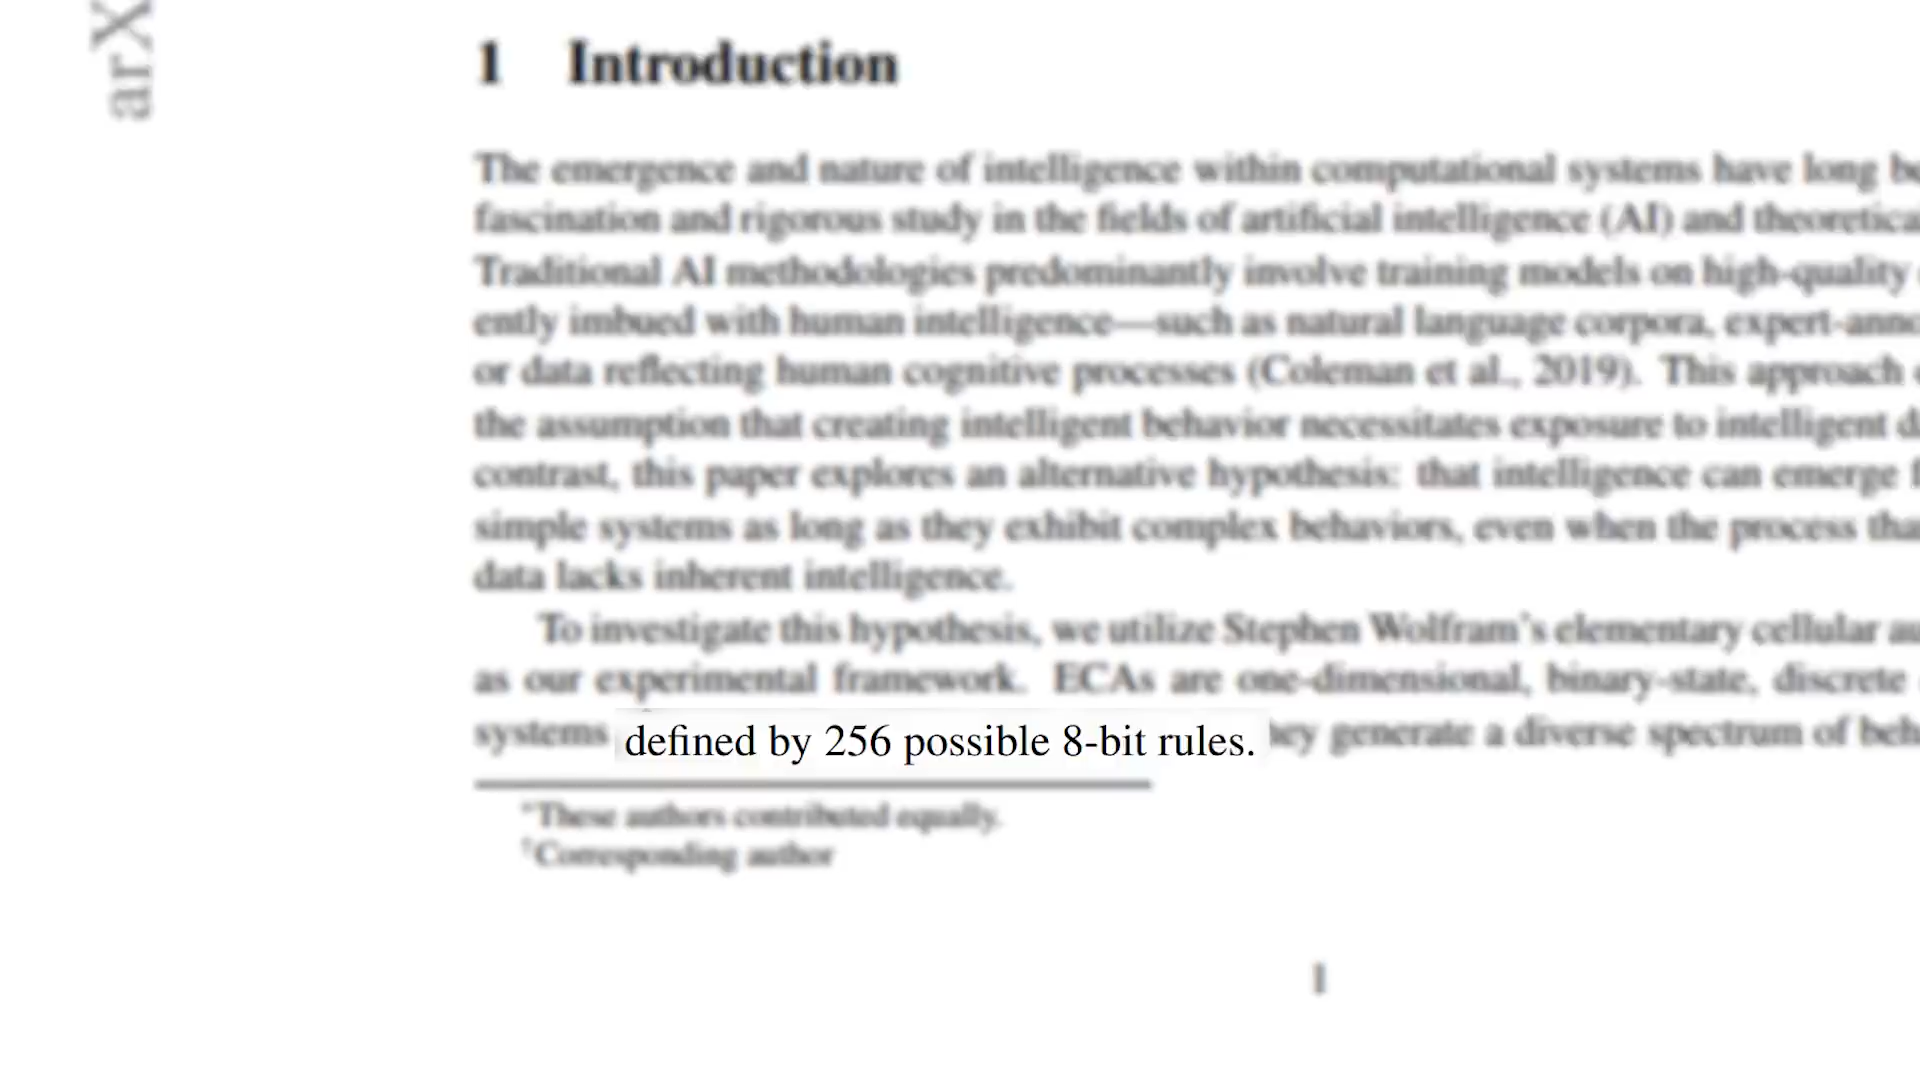 arX
1 Introduction
The emergence and nature of intelligence within computational systems have long
fascination and rigorous study in the fields of artificial intelligence (AI) and
Traditional AI methodologies predominantly involve training models on high-quality
ently imbued with human intelligence—such as natural language corpora,
or data reflecting human cognitive processes (Coleman et al., 2019). This approach
the assumption that creating intelligent behavior necessitates exposure to intelligent
contrast, this paper explores an alternative hypothesis: that intelligence can emerge
simple systems as long as they exhibit complex behaviors, even when the process
data lacks inherent intelligence.
To investigate this hypothesis, we utilize Stephen Wolfram's elementary cellular
as our experimental framework. ECAs are one-dimensional, binary-state, discrete
systems defined by 256 possible 8-bit rules. hey generate a diverse spectrum of
*These authors contributed equally.
†Corresponding author
1